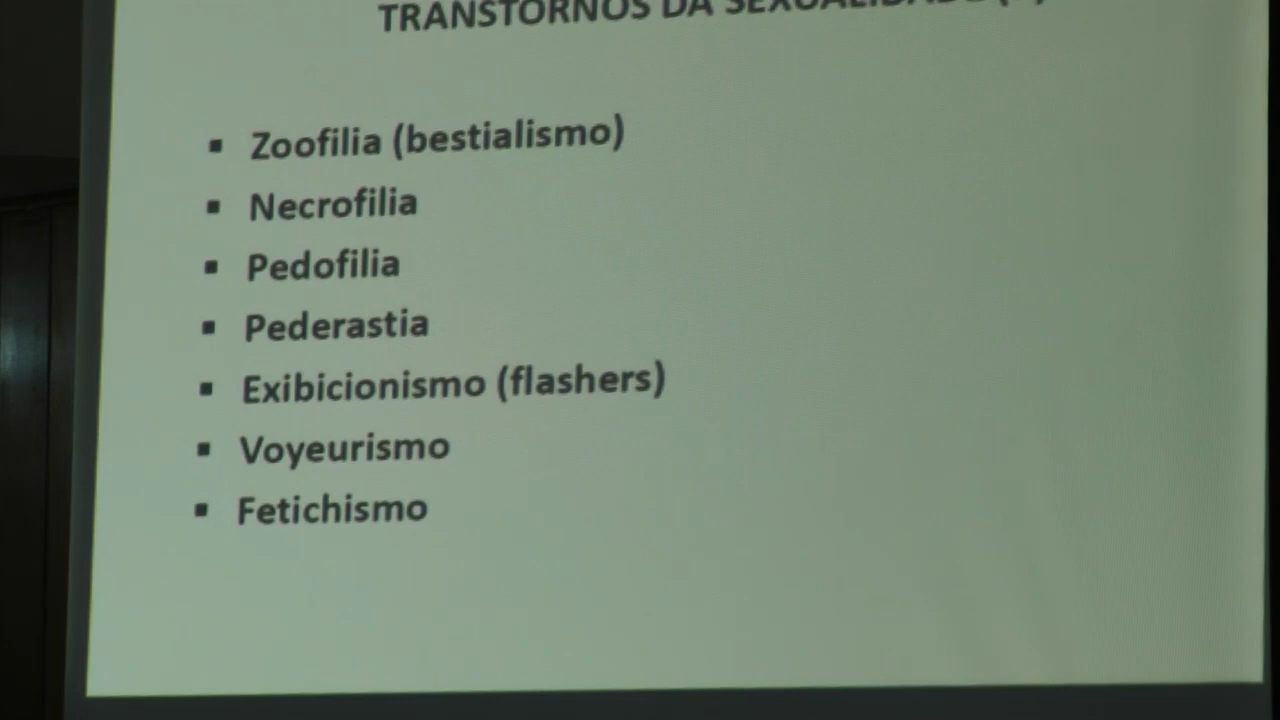 TRANSTORNOS DA SEXUALIDADE
▪ Zoofilia (bestialismo)
▪ Necrofilia
▪ Pedofilia
▪ Pederastia
▪ Exibicionismo (flashers)
▪ Voyeurismo
▪ Fetichismo